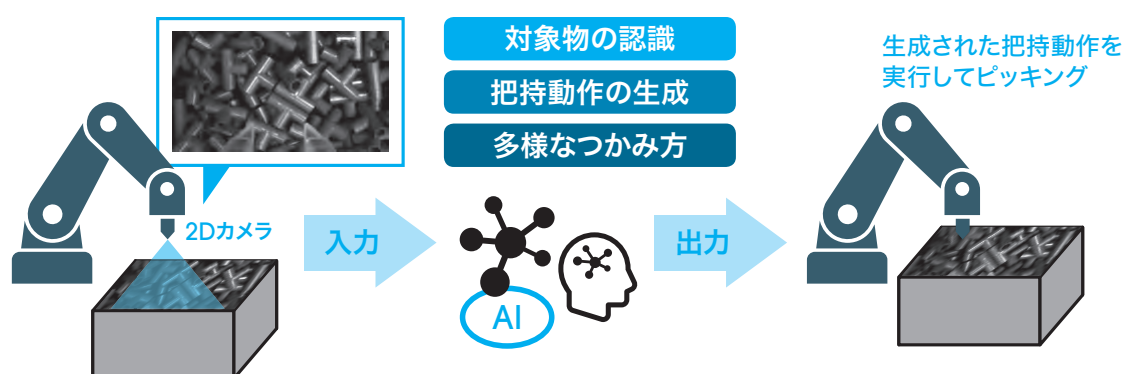 対象物の認識
把持動作の生成
多様なつかみ方
生成された把持動作を
実行してピッキング
2Dカメラ
入力
出力
AI